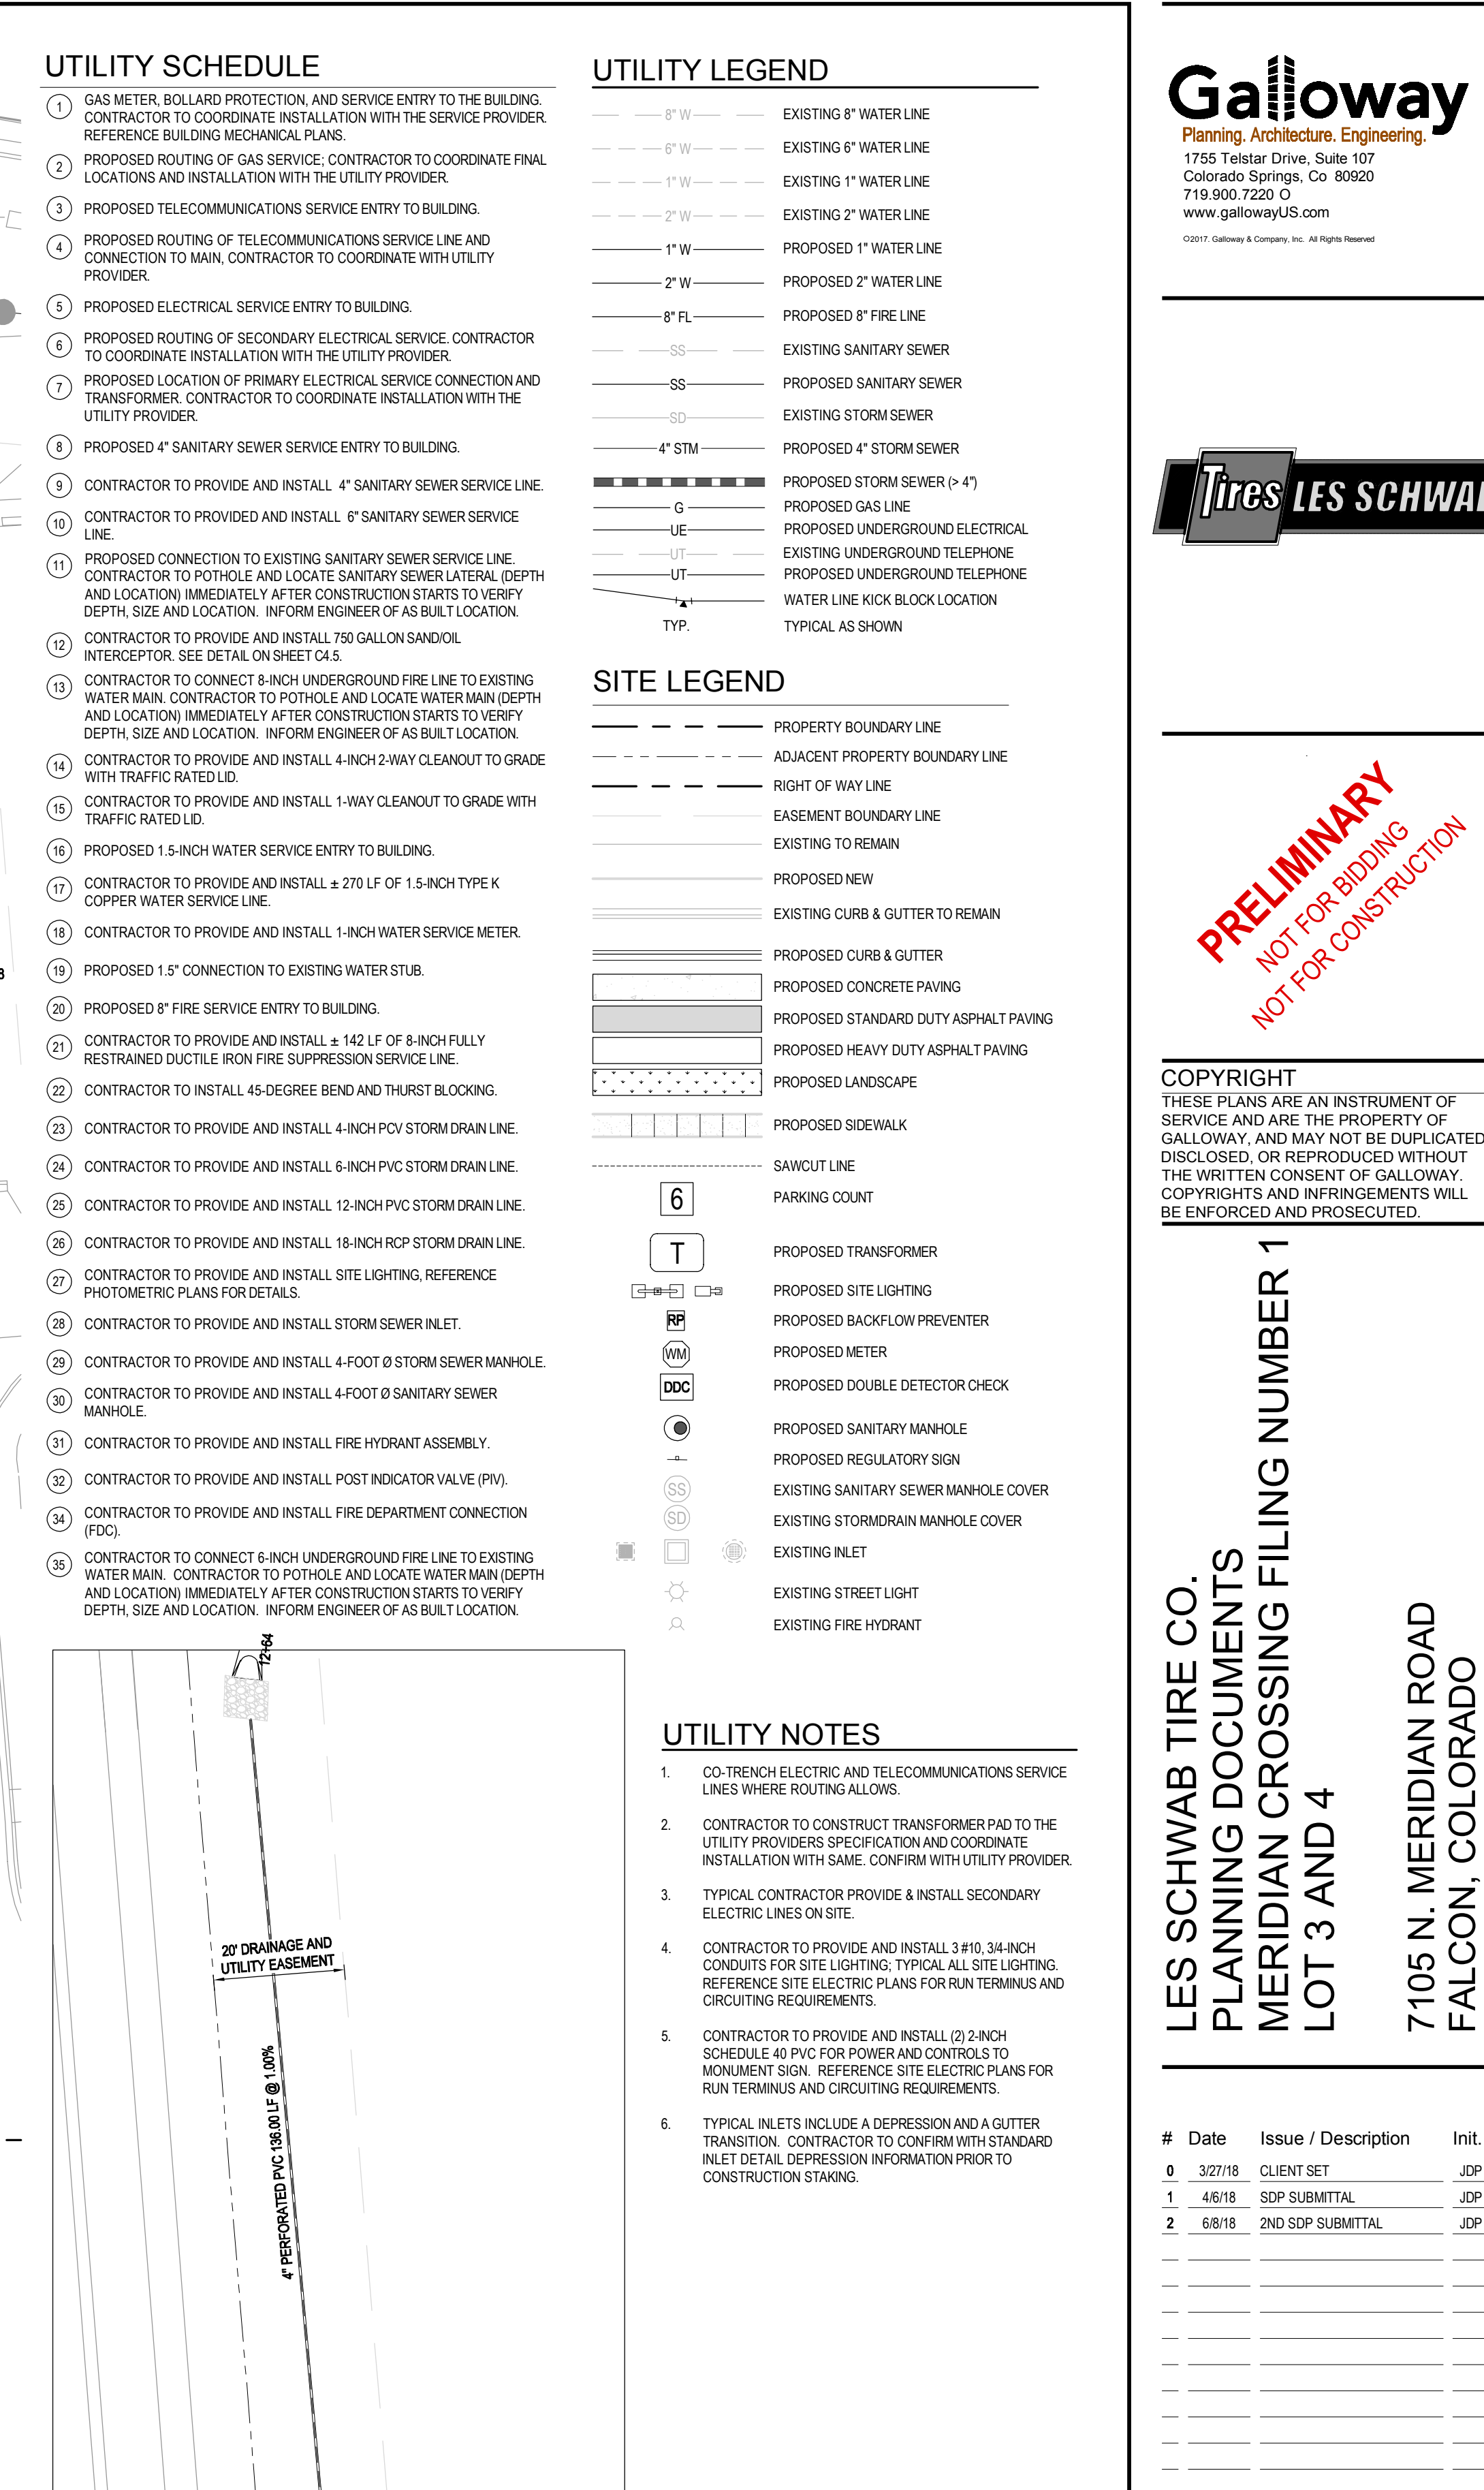 UTILITY SCHEDULE
1 GAS METER, BOLLARD PROTECTION, AND SERVICE ENTRY TO THE BUILDING.
CONTRACTOR TO COORDINATE INSTALLATION WITH THE SERVICE PROVIDER.
REFERENCE BUILDING MECHANICAL PLANS.
2 PROPOSED ROUTING OF GAS SERVICE; CONTRACTOR TO COORDINATE FINAL
LOCATIONS AND INSTALLATION WITH THE UTILITY PROVIDER.
3 PROPOSED TELECOMMUNICATIONS SERVICE ENTRY TO BUILDING.
4 PROPOSED ROUTING OF TELECOMMUNICATIONS SERVICE LINE AND
CONNECTION TO MAIN, CONTRACTOR TO COORDINATE WITH UTILITY
PROVIDER.
5 PROPOSED ELECTRICAL SERVICE ENTRY TO BUILDING.
6 PROPOSED ROUTING OF SECONDARY ELECTRICAL SERVICE. CONTRACTOR
TO COORDINATE INSTALLATION WITH THE UTILITY PROVIDER.
7 PROPOSED LOCATION OF PRIMARY ELECTRICAL SERVICE CONNECTION AND
TRANSFORMER. CONTRACTOR TO COORDINATE INSTALLATION WITH THE
UTILITY PROVIDER.
8 PROPOSED 4" SANITARY SEWER SERVICE ENTRY TO BUILDING.
9 CONTRACTOR TO PROVIDE AND INSTALL 4" SANITARY SEWER SERVICE LINE.
10 CONTRACTOR TO PROVIDED AND INSTALL 6" SANITARY SEWER SERVICE
LINE.
11 PROPOSED CONNECTION TO EXISTING SANITARY SEWER SERVICE LINE.
CONTRACTOR TO POTHOLE AND LOCATE SANITARY SEWER LATERAL (DEPTH
AND LOCATION) IMMEDIATELY AFTER CONSTRUCTION STARTS TO VERIFY
DEPTH, SIZE AND LOCATION. INFORM ENGINEER OF AS BUILT LOCATION.
12 CONTRACTOR TO PROVIDE AND INSTALL 750 GALLON SAND/OIL
INTERCEPTOR. SEE DETAIL ON SHEET C4.5.
13 CONTRACTOR TO CONNECT 8-INCH UNDERGROUND FIRE LINE TO EXISTING
WATER MAIN. CONTRACTOR TO POTHOLE AND LOCATE WATER MAIN (DEPTH
AND LOCATION) IMMEDIATELY AFTER CONSTRUCTION STARTS TO VERIFY
DEPTH, SIZE AND LOCATION. INFORM ENGINEER OF AS BUILT LOCATION.
14 CONTRACTOR TO PROVIDE AND INSTALL 4-INCH 2-WAY CLEANOUT TO GRADE
WITH TRAFFIC RATED LID.
15 CONTRACTOR TO PROVIDE AND INSTALL 1-WAY CLEANOUT TO GRADE WITH
TRAFFIC RATED LID.
16 PROPOSED 1.5-INCH WATER SERVICE ENTRY TO BUILDING.
17 CONTRACTOR TO PROVIDE AND INSTALL ± 270 LF OF 1.5-INCH TYPE K
COPPER WATER SERVICE LINE.
18 CONTRACTOR TO PROVIDE AND INSTALL 1-INCH WATER SERVICE METER.
19 PROPOSED 1.5" CONNECTION TO EXISTING WATER STUB.
20 PROPOSED 8" FIRE SERVICE ENTRY TO BUILDING.
21 CONTRACTOR TO PROVIDE AND INSTALL ± 142 LF OF 8-INCH FULLY
RESTRAINED DUCTILE IRON FIRE SUPPRESSION SERVICE LINE.
22 CONTRACTOR TO INSTALL 45-DEGREE BEND AND THURST BLOCKING.
23 CONTRACTOR TO PROVIDE AND INSTALL 4-INCH PCV STORM DRAIN LINE.
24 CONTRACTOR TO PROVIDE AND INSTALL 6-INCH PVC STORM DRAIN LINE.
25 CONTRACTOR TO PROVIDE AND INSTALL 12-INCH PVC STORM DRAIN LINE.
26 CONTRACTOR TO PROVIDE AND INSTALL 18-INCH RCP STORM DRAIN LINE.
27 CONTRACTOR TO PROVIDE AND INSTALL SITE LIGHTING, REFERENCE
PHOTOMETRIC PLANS FOR DETAILS.
28 CONTRACTOR TO PROVIDE AND INSTALL STORM SEWER INLET.
29 CONTRACTOR TO PROVIDE AND INSTALL 4-FOOT Ø STORM SEWER MANHOLE.
30 CONTRACTOR TO PROVIDE AND INSTALL 4-FOOT Ø SANITARY SEWER
MANHOLE.
31 CONTRACTOR TO PROVIDE AND INSTALL FIRE HYDRANT ASSEMBLY.
32 CONTRACTOR TO PROVIDE AND INSTALL POST INDICATOR VALVE (PIV).
34 CONTRACTOR TO PROVIDE AND INSTALL FIRE DEPARTMENT CONNECTION
(FDC).
35 CONTRACTOR TO CONNECT 6-INCH UNDERGROUND FIRE LINE TO EXISTING
WATER MAIN. CONTRACTOR TO POTHOLE AND LOCATE WATER MAIN (DEPTH
AND LOCATION) IMMEDIATELY AFTER CONSTRUCTION STARTS TO VERIFY
DEPTH, SIZE AND LOCATION. INFORM ENGINEER OF AS BUILT LOCATION.
8
12+64
20' DRAINAGE AND
UTILITY EASEMENT
4" PERFORATED PVC 136.00 LF @ 1.00%
UTILITY LEGEND
8" W EXISTING 8" WATER LINE
6" W EXISTING 6" WATER LINE
1" W EXISTING 1" WATER LINE
2" W EXISTING 2" WATER LINE
1" W PROPOSED 1" WATER LINE
2" W PROPOSED 2" WATER LINE
8" FL PROPOSED 8" FIRE LINE
SS EXISTING SANITARY SEWER
SS PROPOSED SANITARY SEWER
SD EXISTING STORM SEWER
4" STM PROPOSED 4" STORM SEWER
PROPOSED STORM SEWER (> 4")
G PROPOSED GAS LINE
UE PROPOSED UNDERGROUND ELECTRICAL
UT EXISTING UNDERGROUND TELEPHONE
UT PROPOSED UNDERGROUND TELEPHONE
WATER LINE KICK BLOCK LOCATION
TYP. TYPICAL AS SHOWN
SITE LEGEND
PROPERTY BOUNDARY LINE
ADJACENT PROPERTY BOUNDARY LINE
RIGHT OF WAY LINE
EASEMENT BOUNDARY LINE
EXISTING TO REMAIN
PROPOSED NEW
EXISTING CURB & GUTTER TO REMAIN
PROPOSED CURB & GUTTER
PROPOSED CONCRETE PAVING
PROPOSED STANDARD DUTY ASPHALT PAVING
PROPOSED HEAVY DUTY ASPHALT PAVING
PROPOSED LANDSCAPE
PROPOSED SIDEWALK
SAWCUT LINE
6 PARKING COUNT
T PROPOSED TRANSFORMER
PROPOSED SITE LIGHTING
RP PROPOSED BACKFLOW PREVENTER
WM PROPOSED METER
DDC PROPOSED DOUBLE DETECTOR CHECK
PROPOSED SANITARY MANHOLE
PROPOSED REGULATORY SIGN
SS EXISTING SANITARY SEWER MANHOLE COVER
SD EXISTING STORMDRAIN MANHOLE COVER
EXISTING INLET
EXISTING STREET LIGHT
EXISTING FIRE HYDRANT
UTILITY NOTES
1. CO-TRENCH ELECTRIC AND TELECOMMUNICATIONS SERVICE
LINES WHERE ROUTING ALLOWS.
2. CONTRACTOR TO CONSTRUCT TRANSFORMER PAD TO THE
UTILITY PROVIDERS SPECIFICATION AND COORDINATE
INSTALLATION WITH SAME. CONFIRM WITH UTILITY PROVIDER.
3. TYPICAL CONTRACTOR PROVIDE & INSTALL SECONDARY
ELECTRIC LINES ON SITE.
4. CONTRACTOR TO PROVIDE AND INSTALL 3 #10, 3/4-INCH
CONDUITS FOR SITE LIGHTING; TYPICAL ALL SITE LIGHTING.
REFERENCE SITE ELECTRIC PLANS FOR RUN TERMINUS AND
CIRCUITING REQUIREMENTS.
5. CONTRACTOR TO PROVIDE AND INSTALL (2) 2-INCH
SCHEDULE 40 PVC FOR POWER AND CONTROLS TO
MONUMENT SIGN. REFERENCE SITE ELECTRIC PLANS FOR
RUN TERMINUS AND CIRCUITING REQUIREMENTS.
6. TYPICAL INLETS INCLUDE A DEPRESSION AND A GUTTER
TRANSITION. CONTRACTOR TO CONFIRM WITH STANDARD
INLET DETAIL DEPRESSION INFORMATION PRIOR TO
CONSTRUCTION STAKING.
Galloway
Planning. Architecture. Engineering.
1755 Telstar Drive, Suite 107
Colorado Springs, Co 80920
719.900.7220 O
www.gallowayUS.com
©2017. Galloway & Company, Inc. All Rights Reserved
Tires LES SCHWA
PRELIMINARY
NOT FOR BIDDING
NOT FOR CONSTRUCTION
COPYRIGHT
THESE PLANS ARE AN INSTRUMENT OF
SERVICE AND ARE THE PROPERTY OF
GALLOWAY, AND MAY NOT BE DUPLICATED
DISCLOSED, OR REPRODUCED WITHOUT
THE WRITTEN CONSENT OF GALLOWAY.
COPYRIGHTS AND INFRINGEMENTS WILL
BE ENFORCED AND PROSECUTED.
LES SCHWAB TIRE CO.
PLANNING DOCUMENTS
MERIDIAN CROSSING FILING NUMBER 1
LOT 3 AND 4
7105 N. MERIDIAN ROAD
FALCON, COLORADO
# Date Issue / Description Init.
0 3/27/18 CLIENT SET JDP
1 4/6/18 SDP SUBMITTAL JDP
2 6/8/18 2ND SDP SUBMITTAL JDP